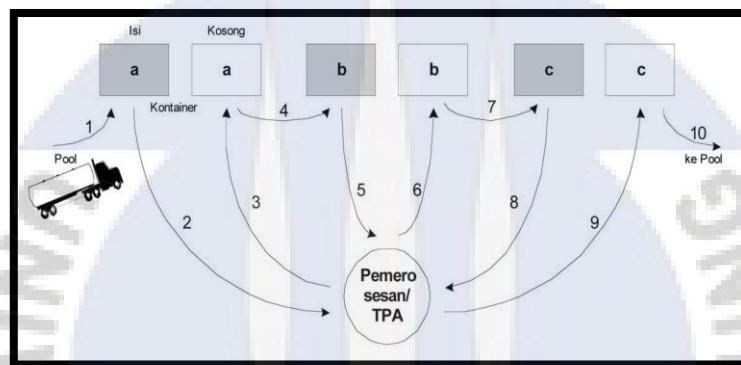 Isi
Kosong
a
a
b
b
c
c
Kontainer
1
4
7
10
Pool
ke Pool
2
3
5
6
8
9
Pemero
sesan/
TPA